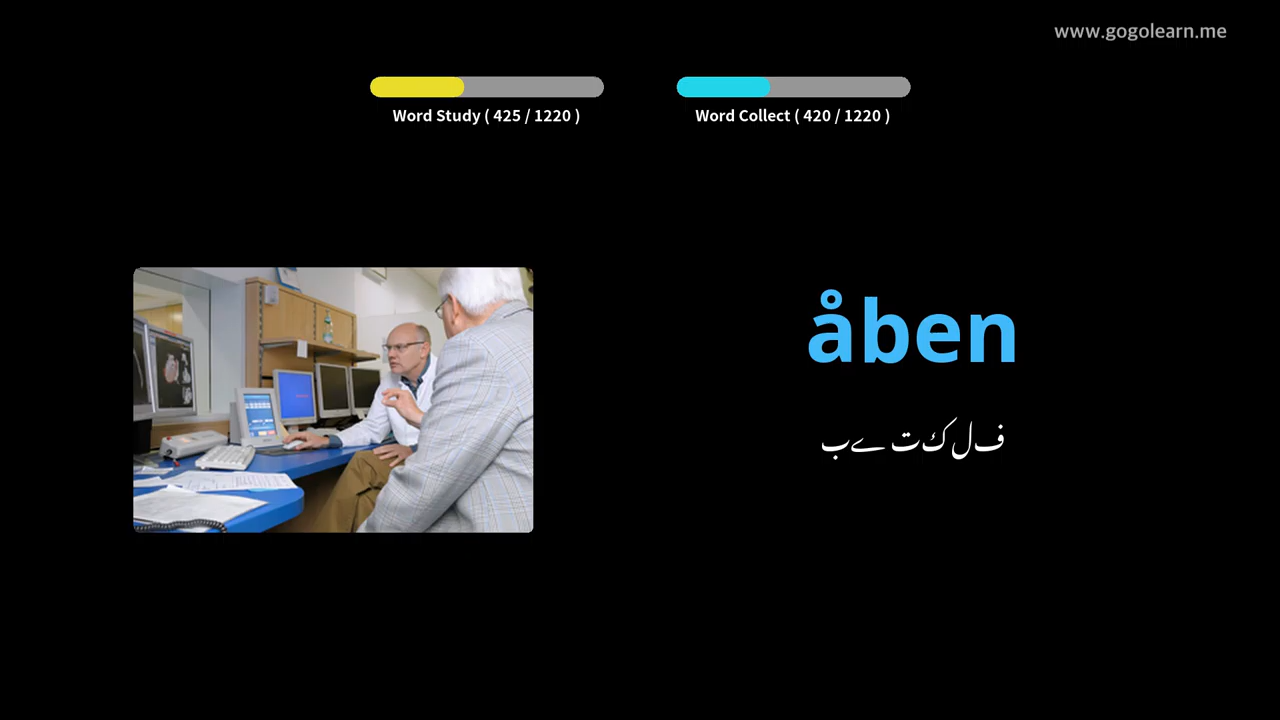 www.gogolearn.me
Word Study ( 425 / 1220 )
Word Collect ( 420 / 1220 )
åben
بے تکلف